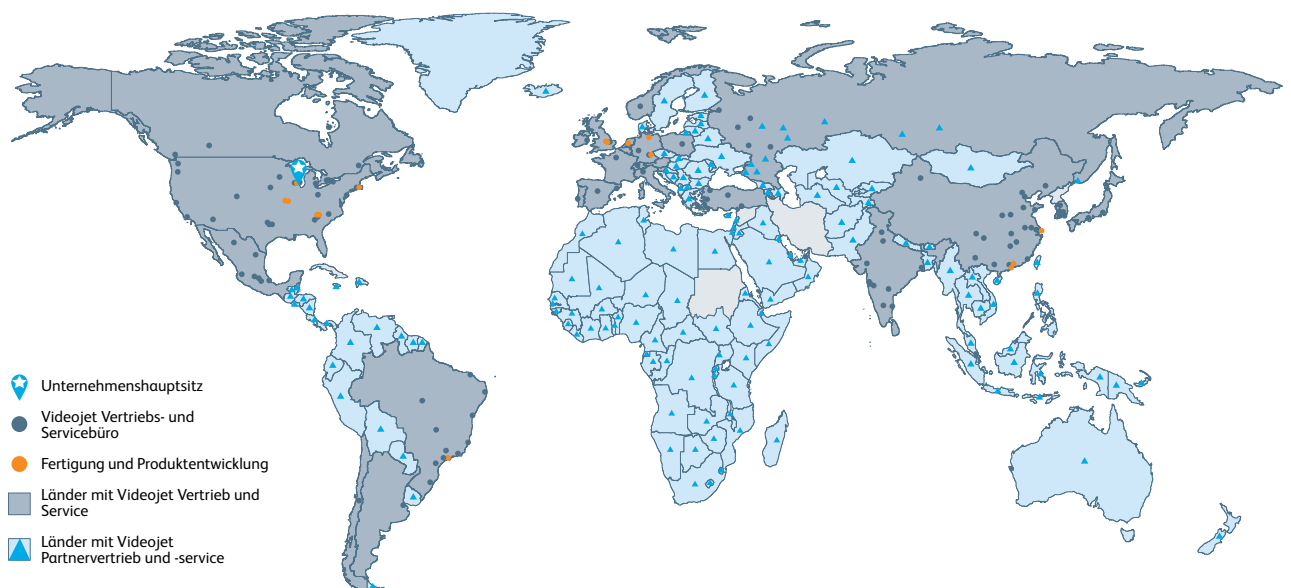 Unternehmenshauptsitz
Videojet Vertriebs- und
Servicebüro
Fertigung und Produktentwicklung
Länder mit Videojet Vertrieb und
Service
Länder mit Videojet
Partnervertrieb und -service